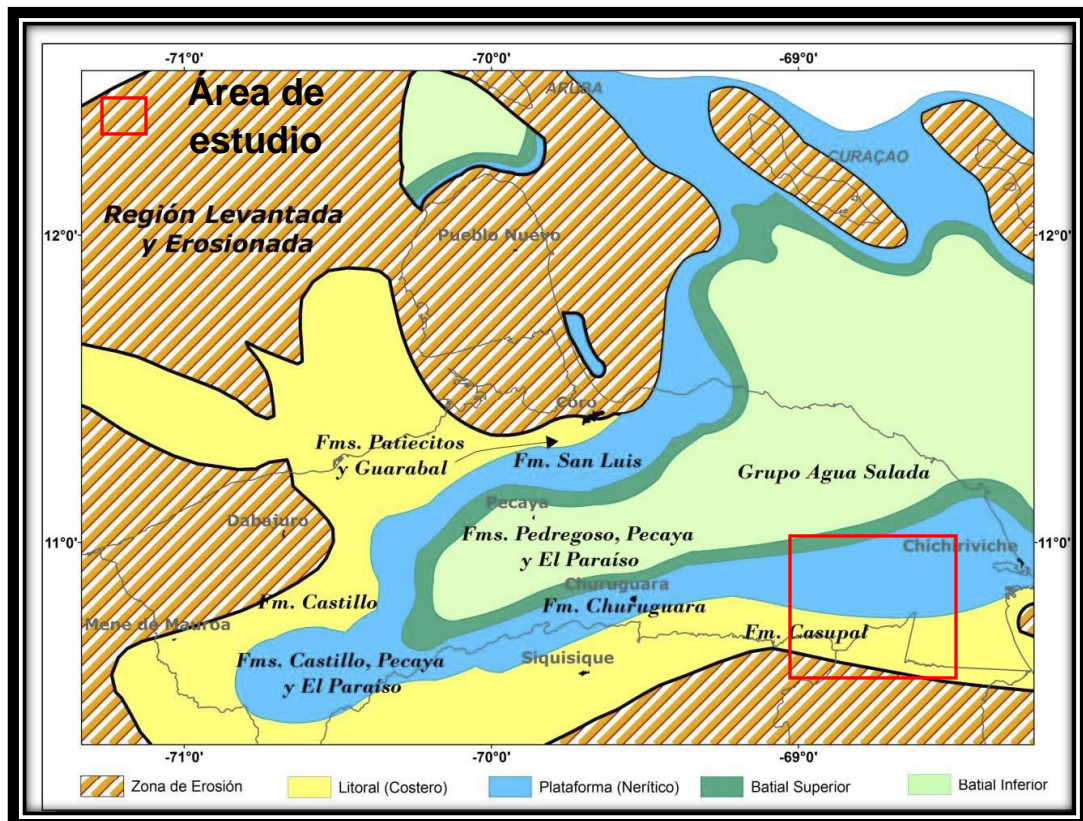 -71°0'
-70°0'
-69°0'
Área de
estudio
ARUBA
CURAÇAO
Región Levantada
y Erosionada
12°0'
12°0'
Pueblo Nuevo
Coro
Fms. Patiecitos
y Guarabal
Fm. San Luis
Grupo Agua Salada
Pecaya
Dabajuro
Fms. Pedregoso, Pecaya
y El Paraíso
11°0'
11°0'
Chichiriviche
Churuguara
Fm. Castillo
Fm. Churuguara
Mene de Mauroa
Fm. Casupal
Siquisique
Fms. Castillo, Pecaya
y El Paraíso
-71°0'
-70°0'
-69°0'
Zona de Erosión
Litoral (Costero)
Plataforma (Nerítico)
Batial Superior
Batial Inferior